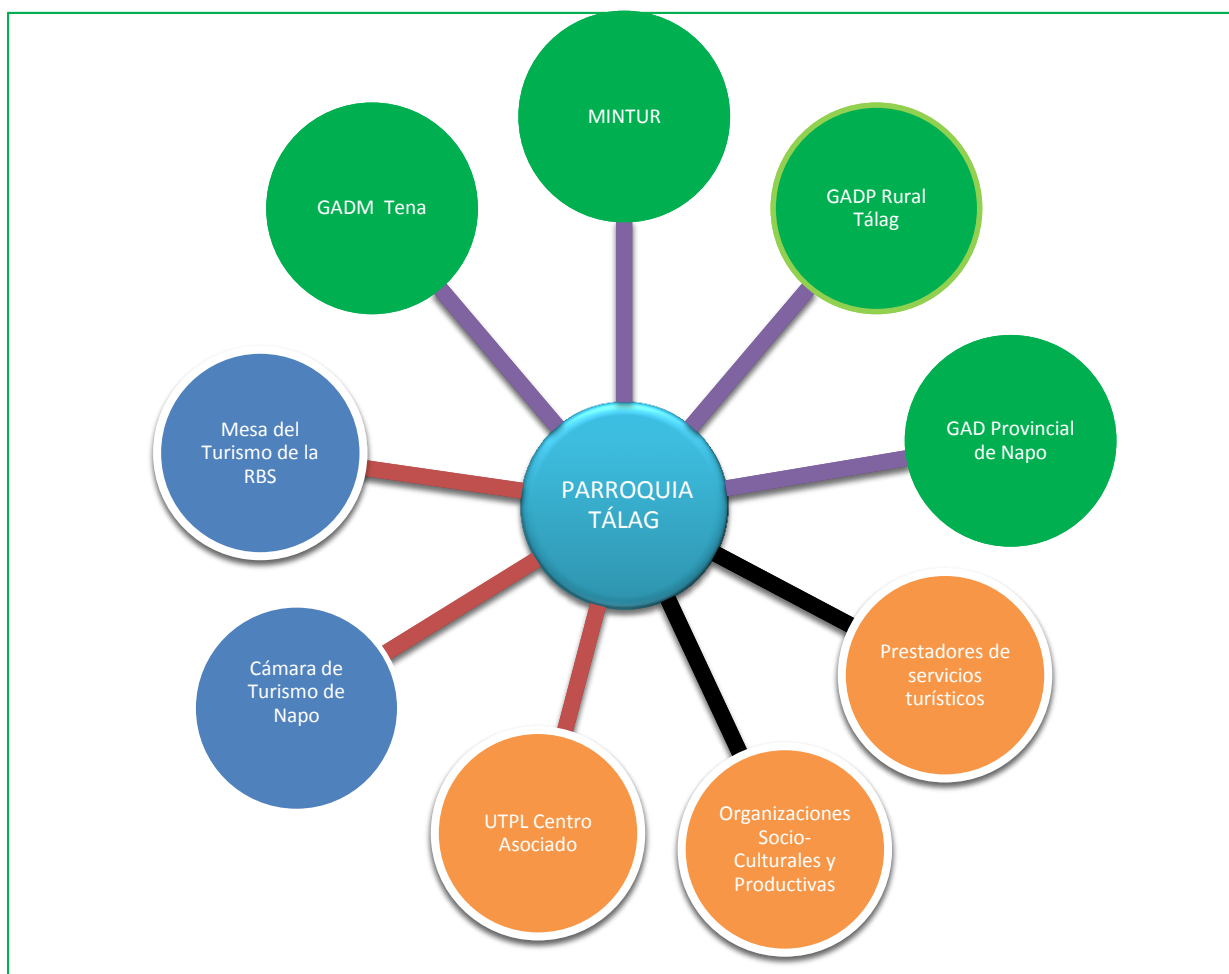 MINTUR
GADM  Tena
GADP Rural
Tálag
Mesa del
Turismo de la
RBS
GAD Provincial
de Napo
PARROQUIA
TÁLAG
Cámara de
Turismo de
Napo
Prestadores de
servicios
turísticos
UTPL Centro
Asociado
Organizaciones
Socio-
Culturales y
Productivas